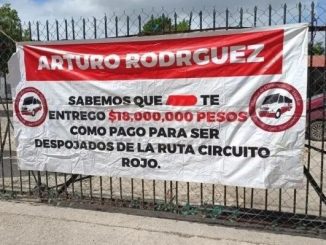 ARTURO RODRGUEZ
SABEMOS QUE TE
ENTREGO $18,000,000 PESOS
COMO PAGO PARA SER
DESPOJADOS DE LA RUTA CIRCUITO
ROJO.